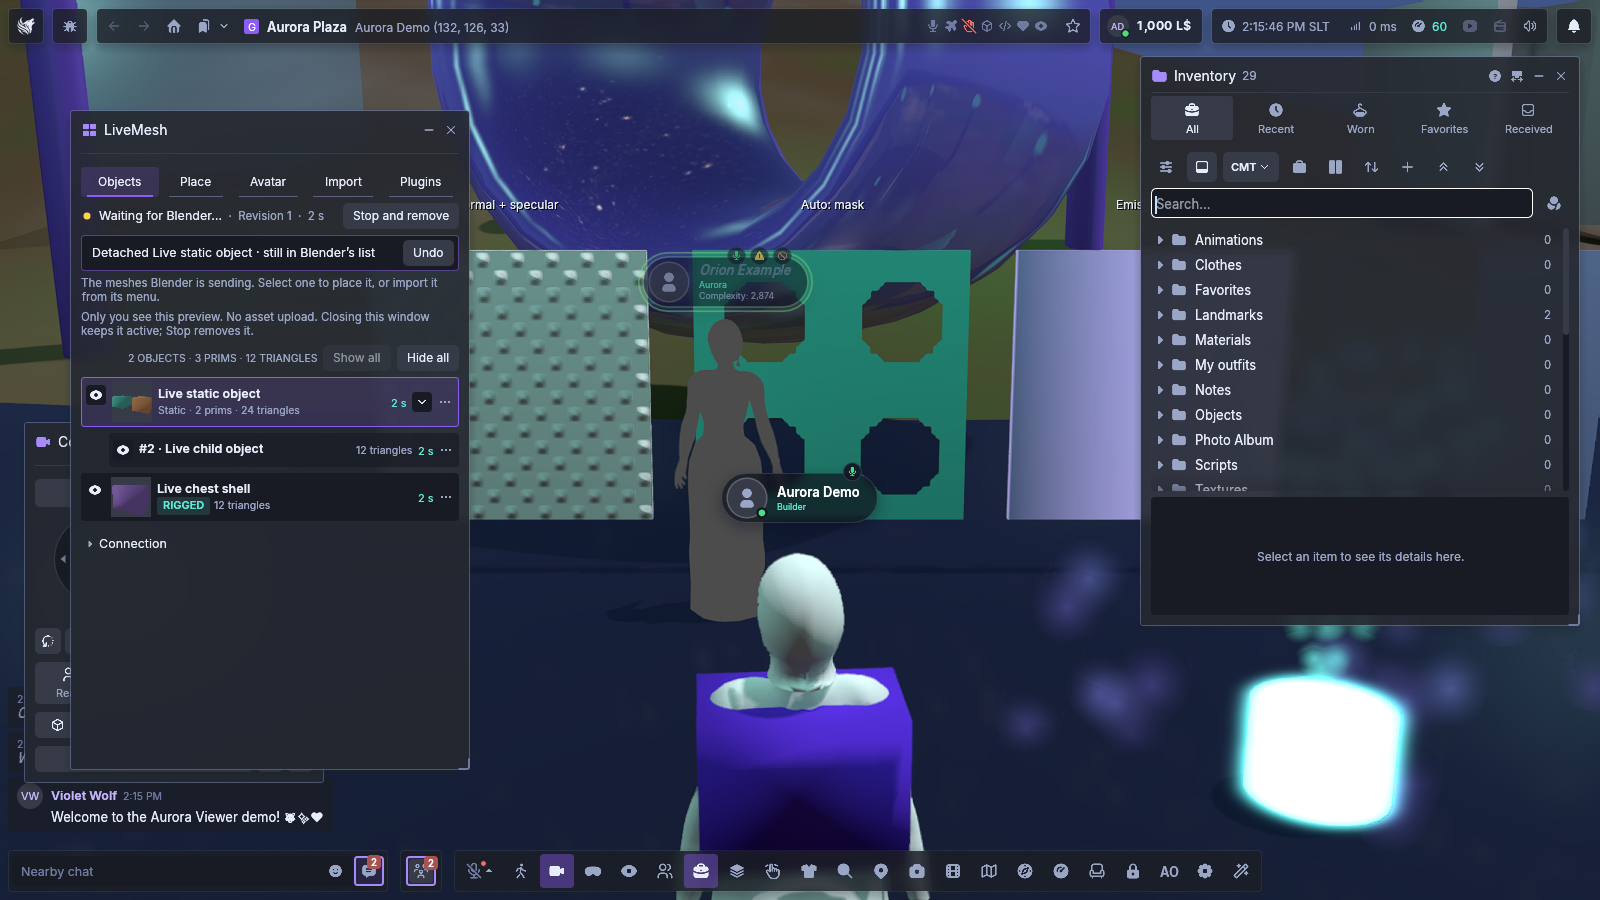 Aurora Plaza Aurora Demo (132, 126, 33)
AD 1,000 L$
2:15:46 PM SLT 0 ms 60
LiveMesh
Objects Place Avatar Import Plugins
Waiting for Blender... · Revision 1 · 2 s Stop and remove
Detached Live static object · still in Blender's list Undo
The meshes Blender is sending. Select one to place it, or import it
from its menu.
Only you see this preview. No asset upload. Closing this window
keeps it active; Stop removes it.
2 OBJECTS · 3 PRIMS · 12 TRIANGLES Show all Hide all
Live static object
Static · 2 prims · 24 triangles
2 s
#2 · Live child object 12 triangles 2 s
Live chest shell
RIGGED 12 triangles
2 s
Connection
rmal + specular
Auto: mask
Emis
Orion Example
Aurora
Complexity: 2,874
Aurora Demo
Builder
Inventory 29
All Recent Worn Favorites Received
CMT
Search...
Animations 0
Clothes 0
Favorites 0
Landmarks 2
Materials 0
My outfits 0
Notes 0
Objects 0
Photo Album 0
Scripts 0
Textures 0
Select an item to see its details here.
Re
VW Violet Wolf 2:15 PM
Welcome to the Aurora Viewer demo!
Nearby chat
2
2
AO